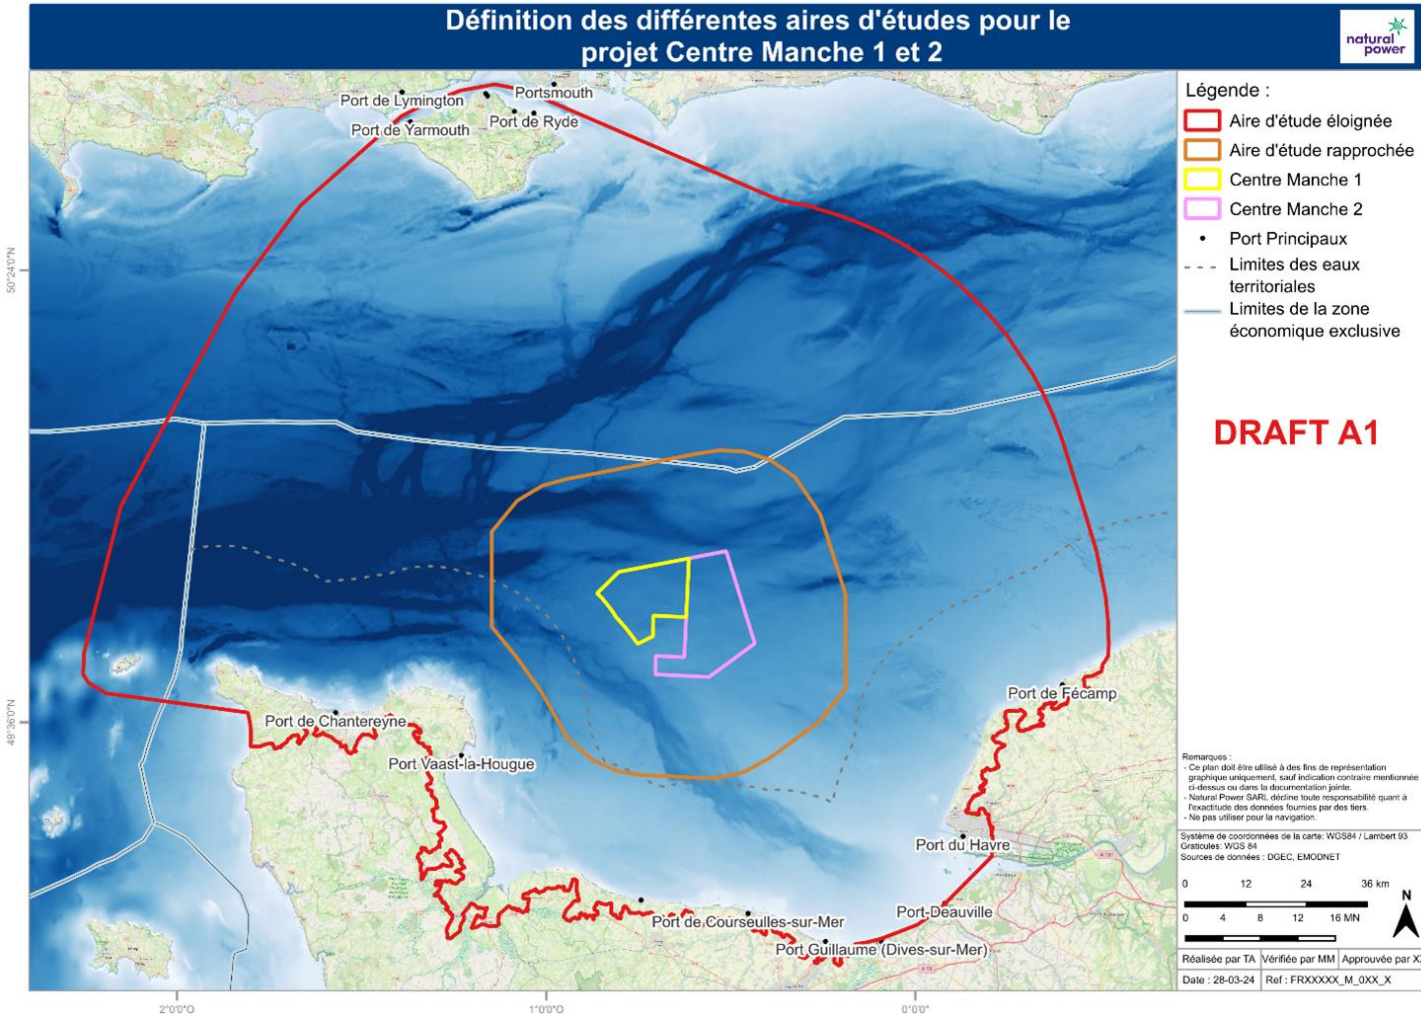 Définition des différentes aires d'études pour le
projet Centre Manche 1 et 2
natural
power
Légende :
Aire d'étude éloignée
Aire d'étude rapprochée
Centre Manche 1
Centre Manche 2
Port Principaux
Limites des eaux
territoriales
Limites de la zone
économique exclusive
DRAFT A1
Port de Lymington
Portsmouth
Port de Yarmouth
Port de Ryde
50°24'0"N
49°36'0"N
Port de Chantereyne
Port Vaast-la-Hougue
Port de Fécamp
Port du Havre
Port-Deauville
Port de Courseulles-sur-Mer
Port Guillaume (Dives-sur-Mer)
2°0'0"O
1°0'0"O
0°0'0"
Remarques :
- Ce plan doit être utilisé à des fins de représentation
graphique uniquement, sauf indication contraire mentionnée
ci-dessus ou dans la documentation jointe.
- Natural Power SARL décline toute responsabilité quant à
l'exactitude des données fournies par des tiers.
- Ne pas utiliser pour la navigation.
Système de coordonnées de la carte: WGS84 / Lambert 93
Graticules: WGS 84
Sources de données : DGEC, EMODNET
0 12 24 36 km
0 4 8 12 16 MN
N
Réalisée par TA Vérifiée par MM Approuvée par X
Date : 28-03-24 Ref : FRXXXXX_M_0XX_X